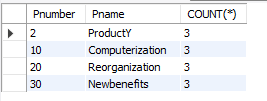 Pnumber Pname COUNT(*)
2 ProductY 3
10 Computerization 3
20 Reorganization 3
30 Newbenefits 3